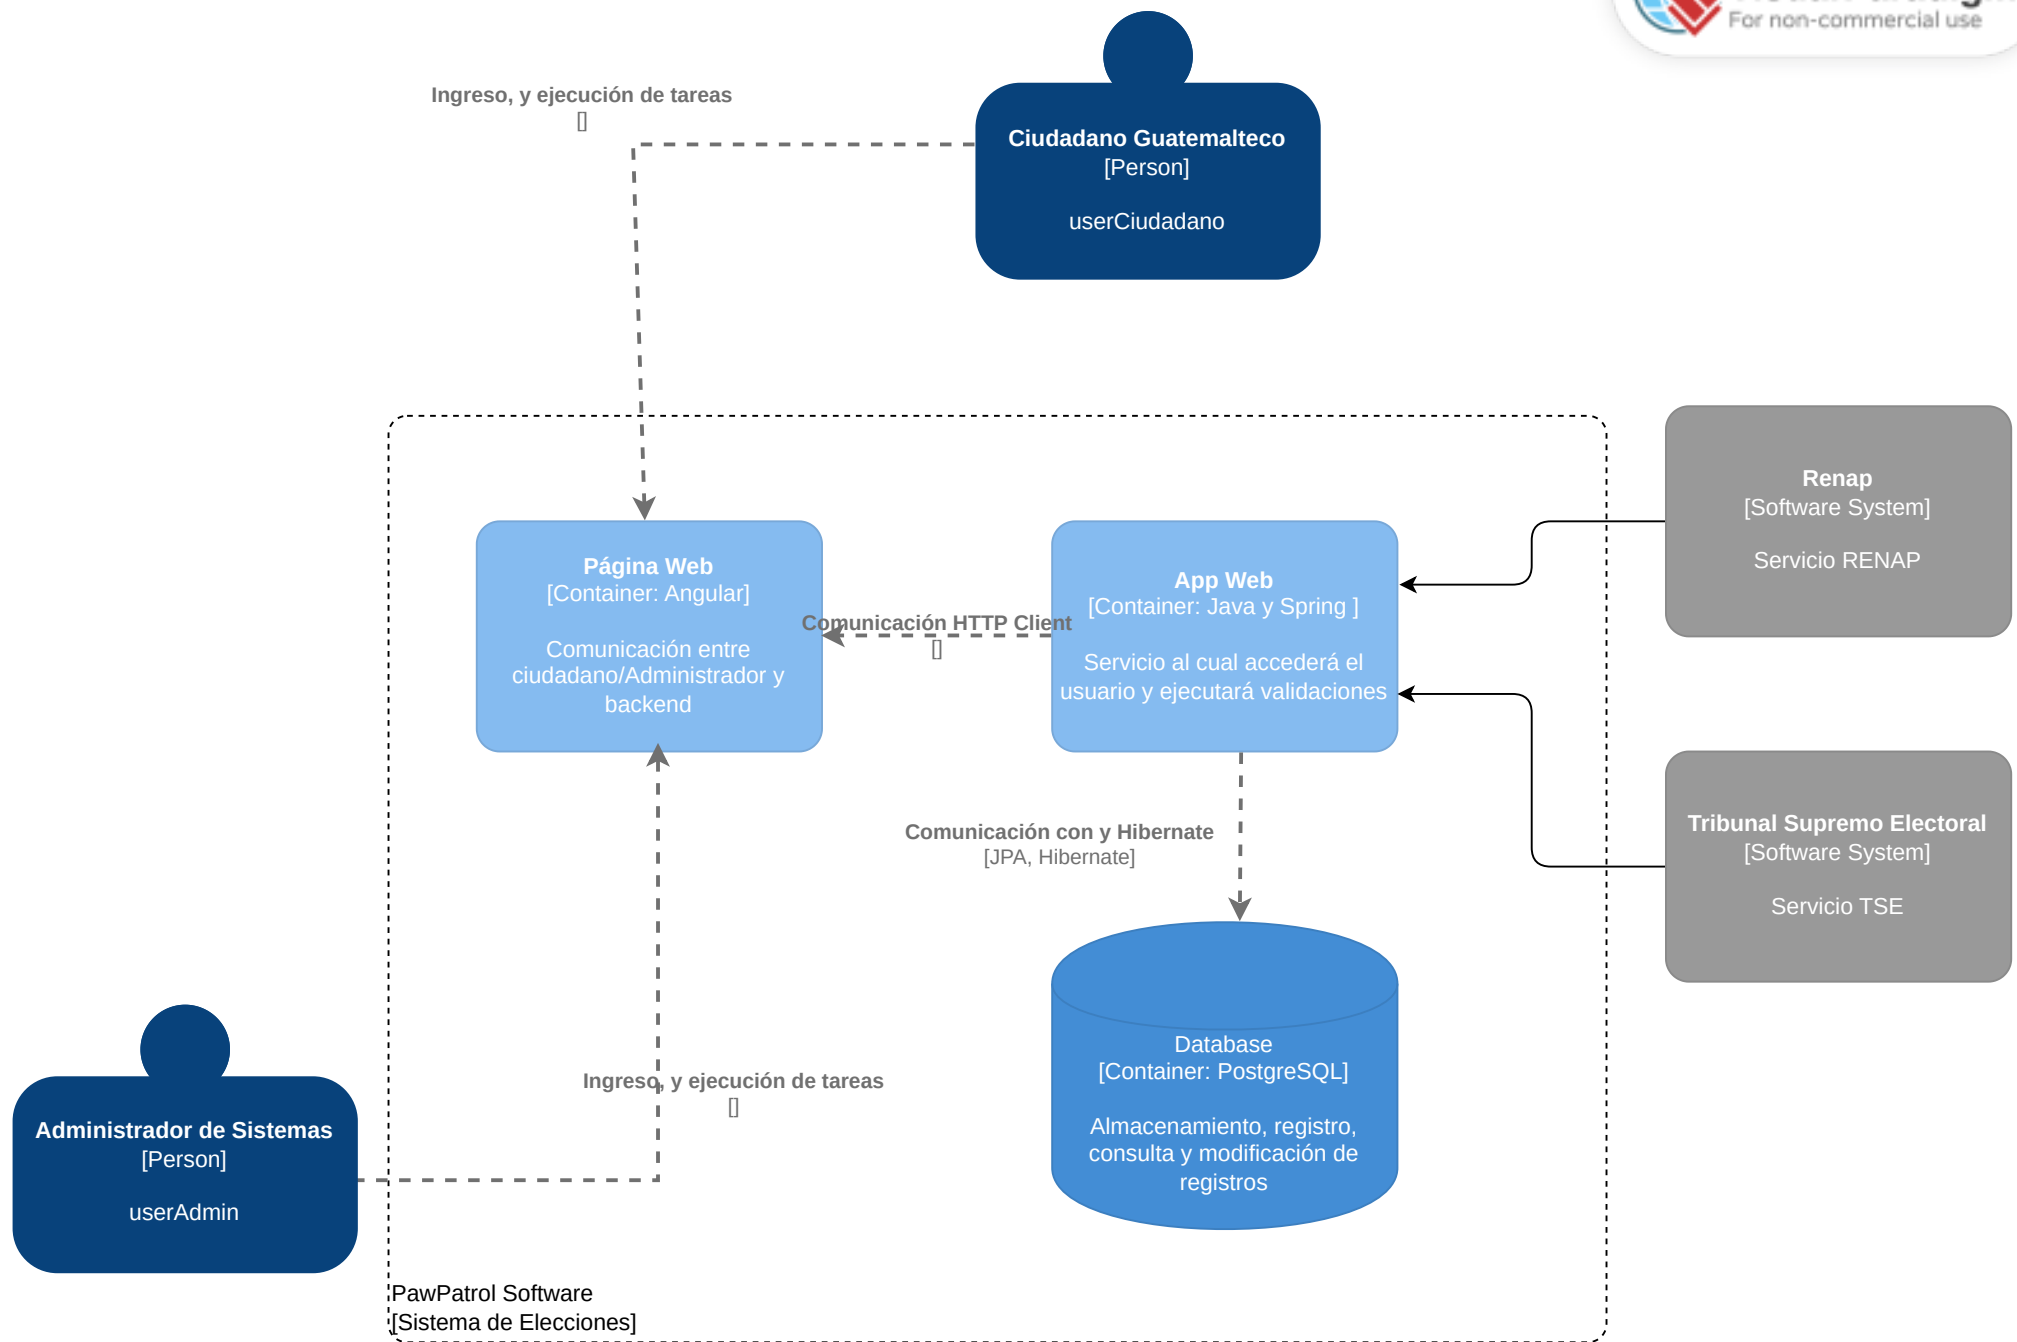 For non-commercial use
Ingreso, y ejecución de tareas
[]
Ciudadano Guatemalteco
[Person]
userCiudadano
Renap
[Software System]
Servicio RENAP
Página Web
[Container: Angular]
Comunicación entre
ciudadano/Administrador y
backend
Comunicación HTTP Client
[]
App Web
[Container: Java y Spring ]
Servicio al cual accederá el
usuario y ejecutará validaciones
Comunicación con y Hibernate
[JPA, Hibernate]
Tribunal Supremo Electoral
[Software System]
Servicio TSE
Database
[Container: PostgreSQL]
Almacenamiento, registro,
consulta y modificación de
registros
Ingreso, y ejecución de tareas
[]
Administrador de Sistemas
[Person]
userAdmin
PawPatrol Software
[Sistema de Elecciones]